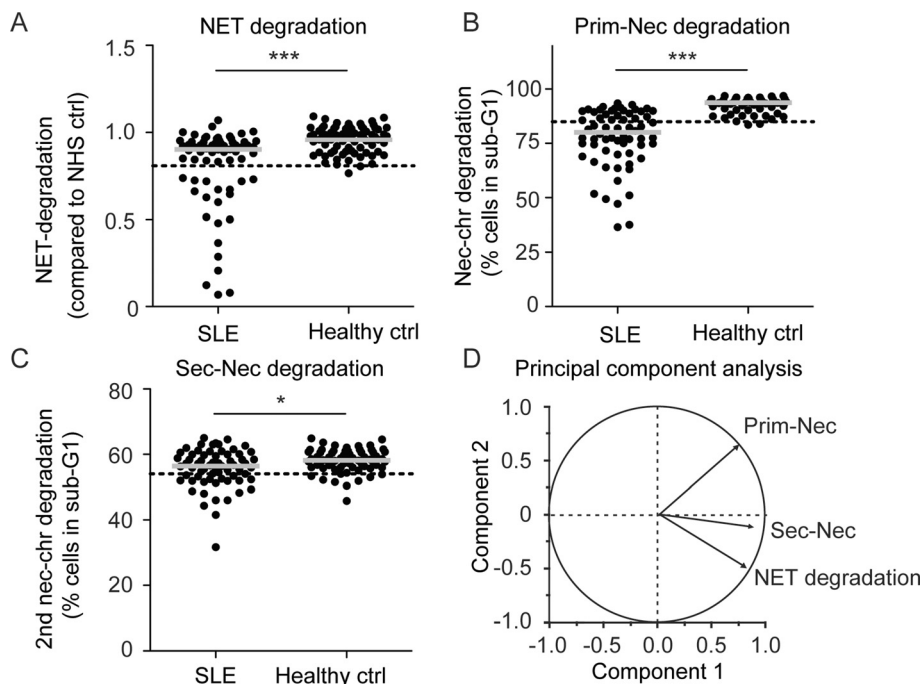 A
NET degradation
NET-degradation
(compared to NHS ctrl)
1.5
1.0
0.5
0
***
SLE
Healthy ctrl
B
Prim-Nec degradation
Nec-chr degradation
(% cells in sub-G1)
100
75
50
25
0
***
SLE
Healthy ctrl
C
Sec-Nec degradation
2nd nec-chr degradation
(% cells in sub-G1)
80
60
40
20
0
*
SLE
Healthy ctrl
D
Principal component analysis
Component 2
1.0
0.5
0
-0.5
-1.0
Prim-Nec
Sec-Nec
NET degradation
-1.0 -0.5 0.0 0.5 1.0
Component 1